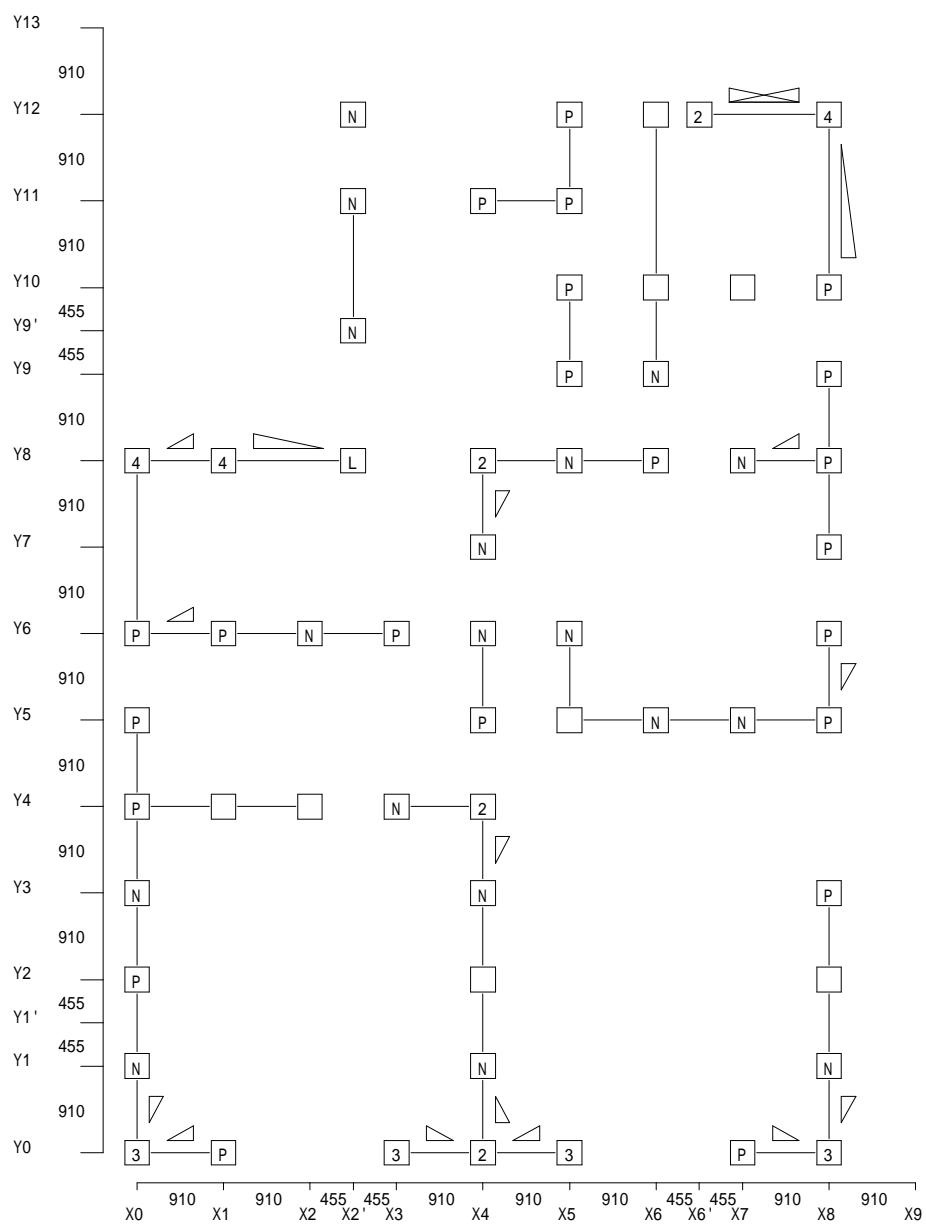 Y13
910
Y12 N P 2 4
910
Y11 N P P
910
Y10 P P
455
Y9' N
455
Y9 P N P
910
Y8 4 4 L 2 N P N P
910
Y7 N P
910
Y6 P P N P N N P
910
Y5 P P N N P
910
Y4 P N 2
910
Y3 N N P
910
Y2 P
455
Y1'
455
Y1 N N N
910
Y0 3 P 3 2 3 P 3
910 910 455 455 910 910 910 455 455 910 910
X0 X1 X2 X2' X3 X4 X5 X6 X6' X7 X8 X9